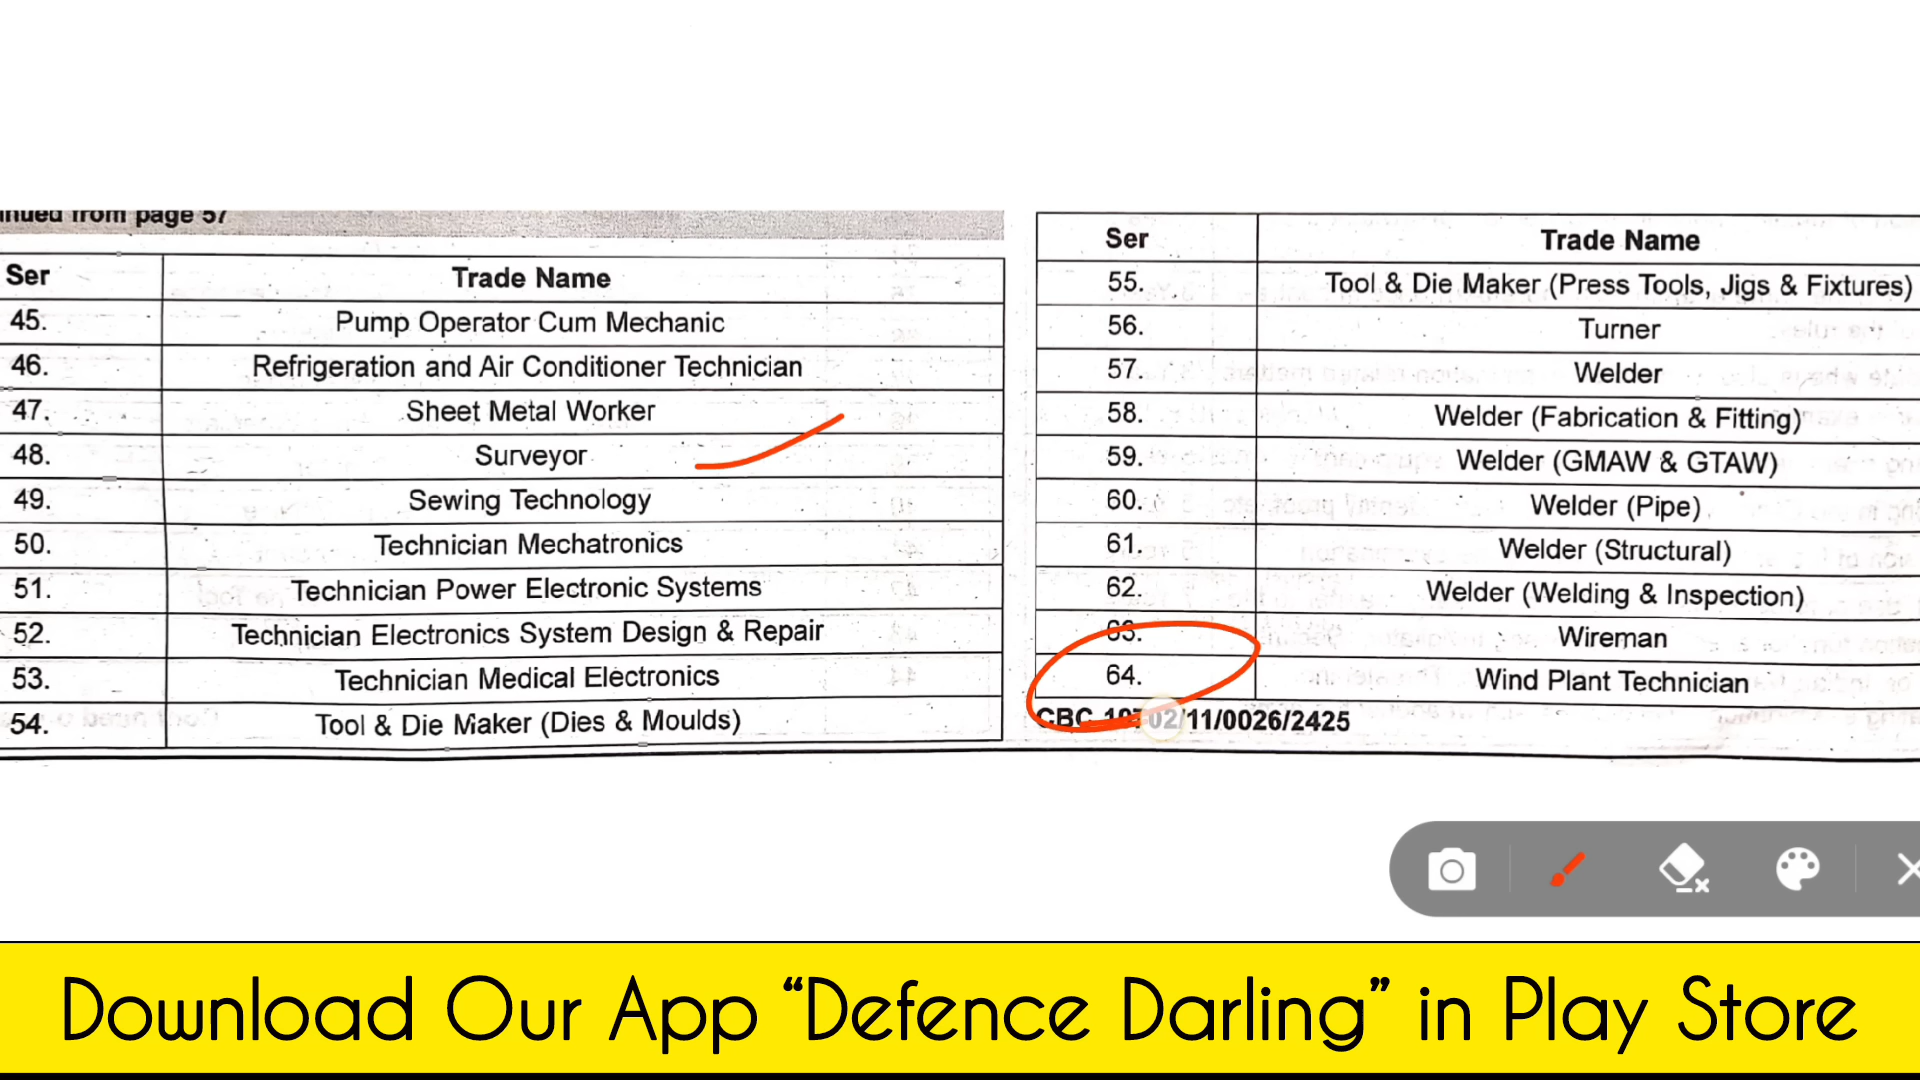 inued from page 57
Ser Trade Name
45. Pump Operator Cum Mechanic
46. Refrigeration and Air Conditioner Technician
47. Sheet Metal Worker
48. Surveyor
49. Sewing Technology
50. Technician Mechatronics
51. Technician Power Electronic Systems
52. Technician Electronics System Design & Repair
53. Technician Medical Electronics
54. Tool & Die Maker (Dies & Moulds)
Ser Trade Name
55. Tool & Die Maker (Press Tools, Jigs & Fixtures)
56. Turner
57. Welder
58. Welder (Fabrication & Fitting)
59. Welder (GMAW & GTAW)
60. Welder (Pipe)
61. Welder (Structural)
62. Welder (Welding & Inspection)
63. Wireman
64. Wind Plant Technician
CBC 02/11/0026/2425
Download Our App “Defence Darling” in Play Store